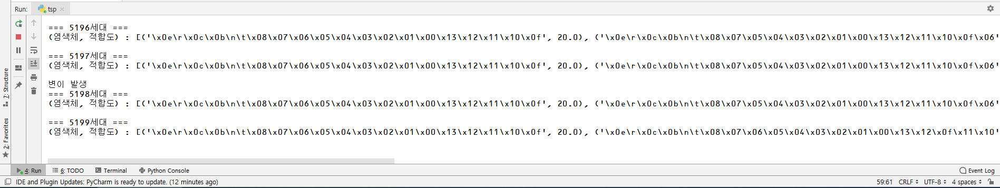 Run: tsp
=== 5196세대 ===
(염색체, 적합도) : [('\x0e\r\x0c\x0b\n\t\x08\x07\x06\x05\x04\x03\x02\x01\x00\x13\x12\x11\x10\x0f', 20.0), ('\x0e\r\x0c\x0b\n\t\x08\x07\x05\x04\x03\x02\x01\x00\x13\x12\x11\x10\x0f\x06'
=== 5197세대 ===
(염색체, 적합도) : [('\x0e\r\x0c\x0b\n\t\x08\x07\x06\x05\x04\x03\x02\x01\x00\x13\x12\x11\x10\x0f', 20.0), ('\x0e\r\x0c\x0b\n\t\x08\x07\x05\x04\x03\x02\x01\x00\x13\x12\x11\x10\x0f\x06'
변이 발생
=== 5198세대 ===
(염색체, 적합도) : [('\x0e\r\x0c\x0b\n\t\x08\x07\x06\x05\x04\x03\x02\x01\x00\x13\x12\x11\x10\x0f', 20.0), ('\x0e\r\x0c\x0b\n\t\x08\x07\x05\x04\x03\x02\x01\x00\x13\x12\x11\x10\x0f\x06'
=== 5199세대 ===
(염색체, 적합도) : [('\x0e\r\x0c\x0b\n\t\x08\x07\x06\x05\x04\x03\x02\x01\x00\x13\x12\x11\x10\x0f', 20.0), ('\x0e\r\x0c\x0b\n\t\x08\x07\x06\x05\x04\x03\x02\x01\x00\x13\x12\x0f\x11\x10'
7: Structure
2: Favorites
4: Run 6: TODO Terminal Python Console Event Log
IDE and Plugin Updates: PyCharm is ready to update. (12 minutes ago) 59:61 CRLF UTF-8 4 spaces